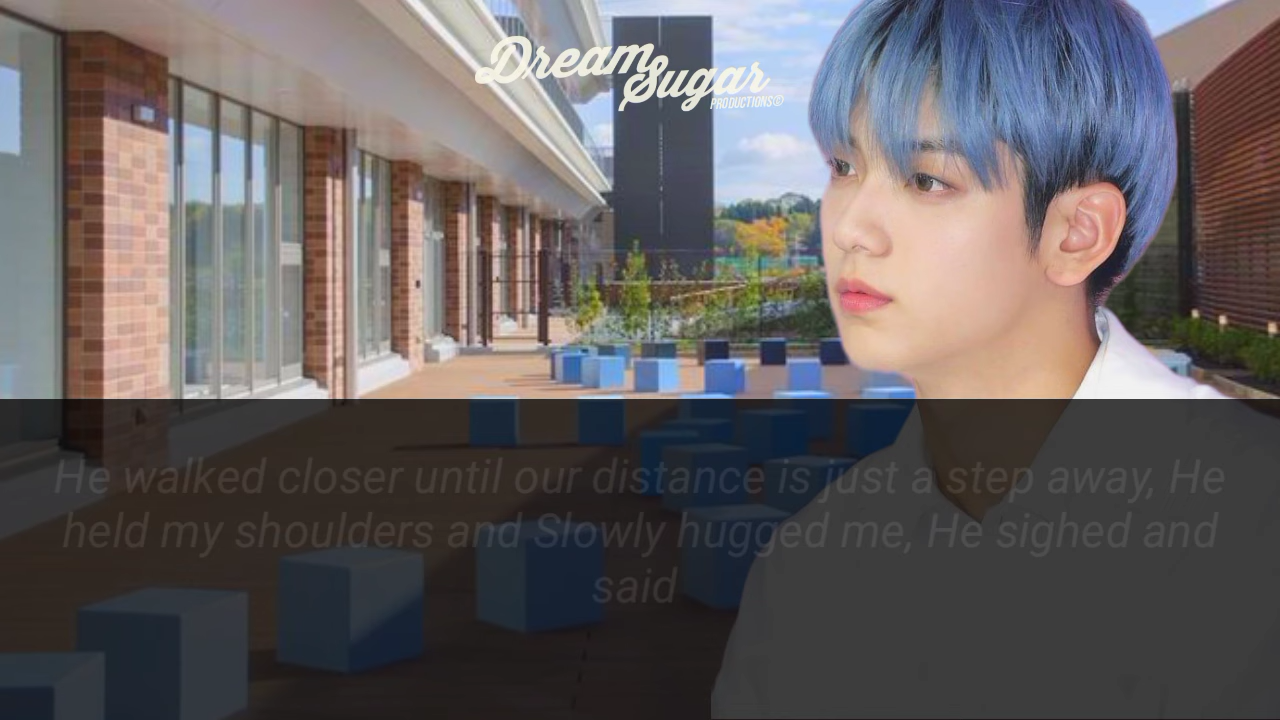 Dream
Sugar
PRODUCTIONS©
He walked closer until our distance is just a step away, He
held my shoulders and Slowly hugged me, He sighed and
said